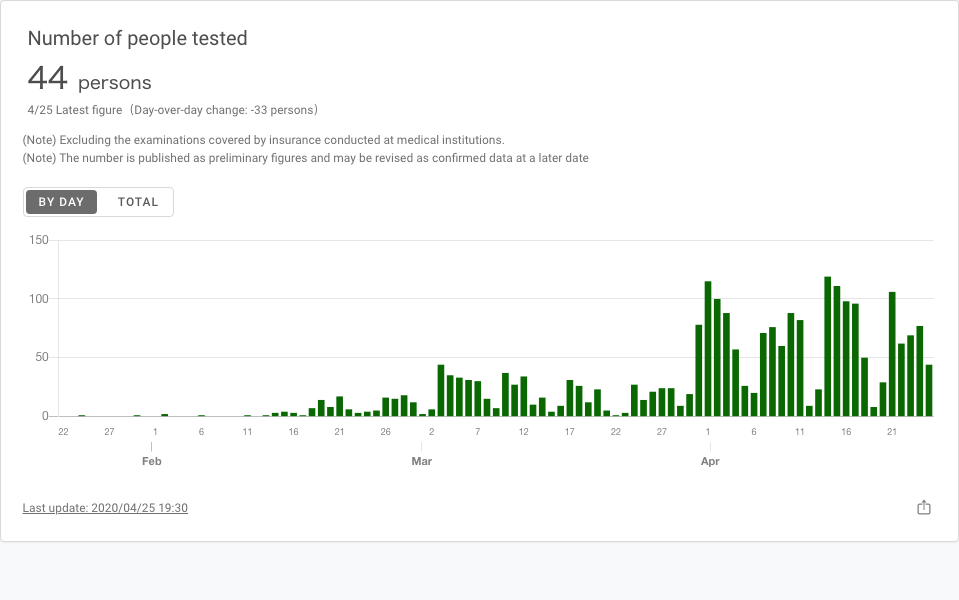 Number of people tested
44 persons
4/25 Latest figure（Day-over-day change: -33 persons）
(Note) Excluding the examinations covered by insurance conducted at medical institutions.
(Note) The number is published as preliminary figures and may be revised as confirmed data at a later date
BY DAY TOTAL
150
100
50
0
22 27 1 6 11 16 21 26 2 7 12 17 22 27 1 6 11 16 21
Feb Mar Apr
Last update: 2020/04/25 19:30